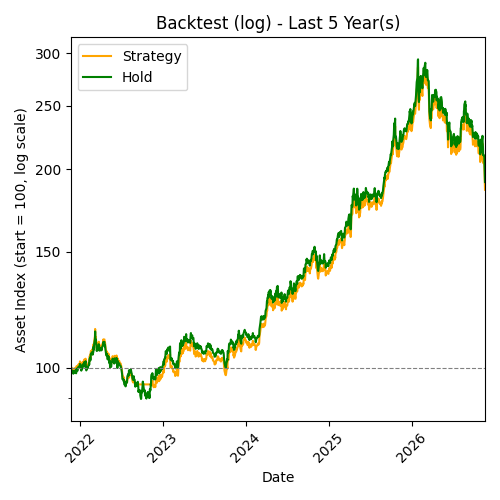 Backtest (log) - Last 5 Year(s)
Strategy
Hold
Asset Index (start = 100, log scale)
300
250
200
150
100
2022
2023
2024
2025
2026
Date